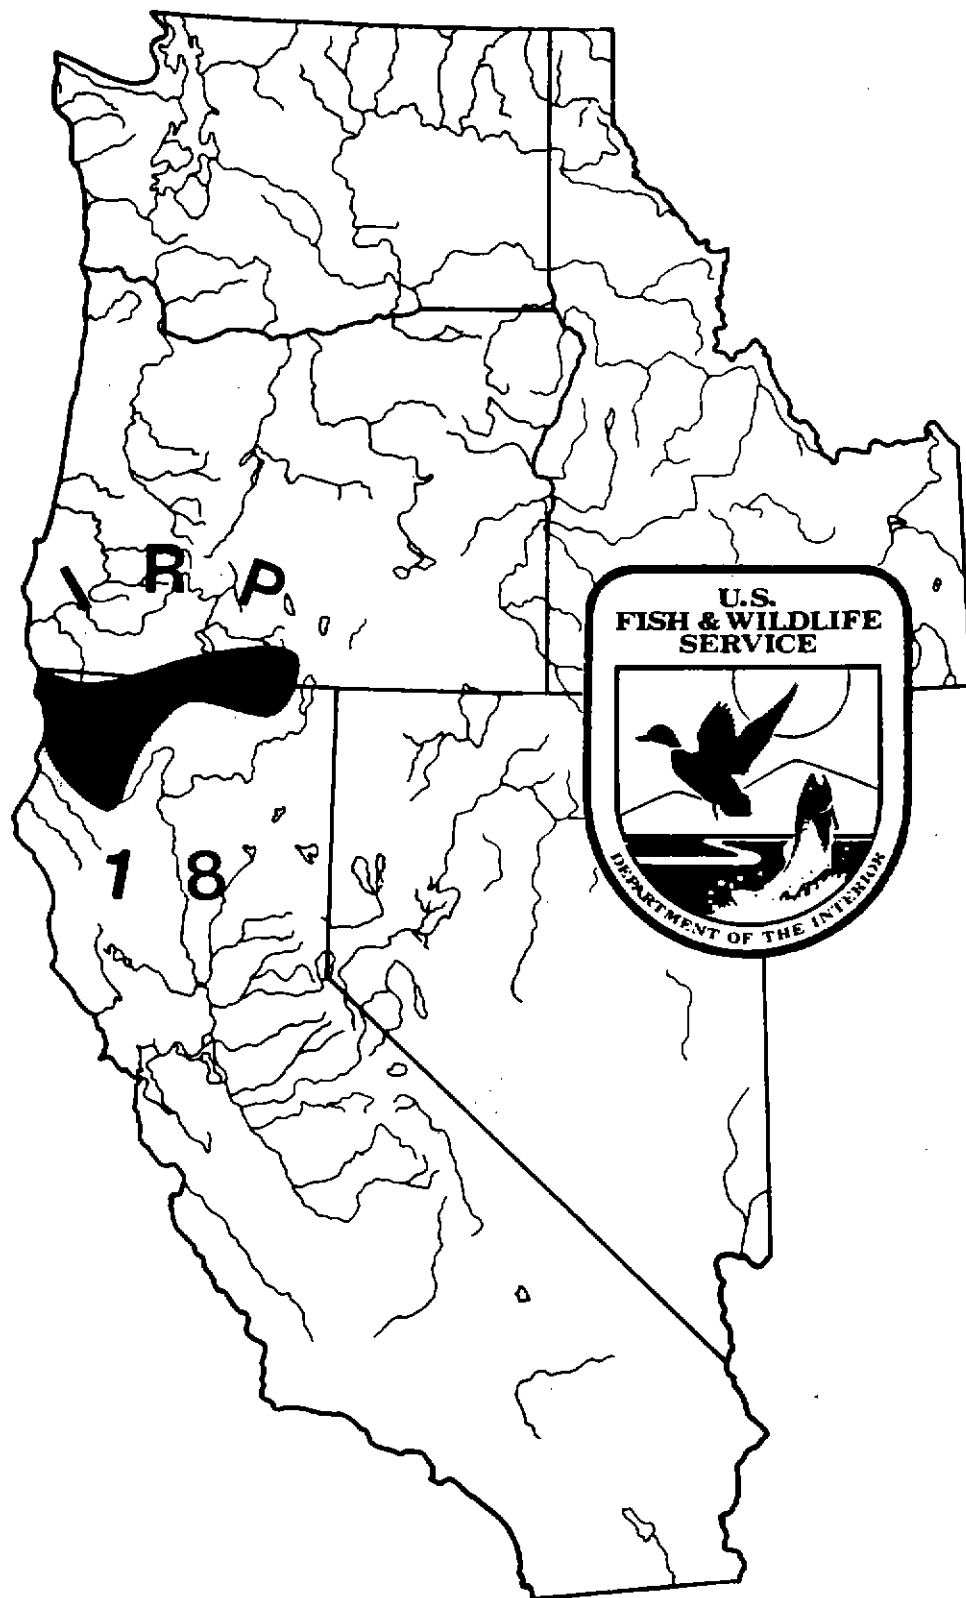 I R P
U.S.
FISH & WILDLIFE
SERVICE
DEPARTMENT OF THE INTERIOR
1 8